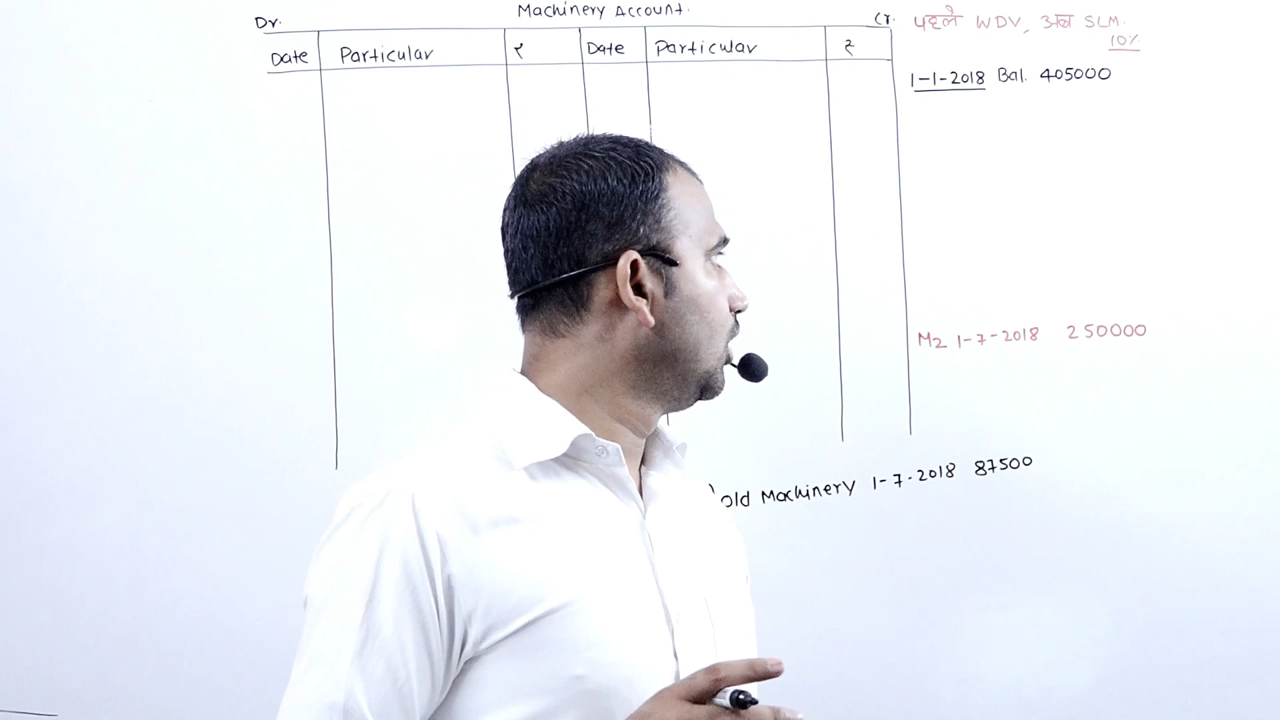 Machinery Account.
Dr. Cr.
Date Particular ₹ Date Particular ₹
पहले WDV, अब SLM.
10%
1-1-2018 Bal. 405000
M2 1-7-2018 250000
old Machinery 1-7-2018 87500